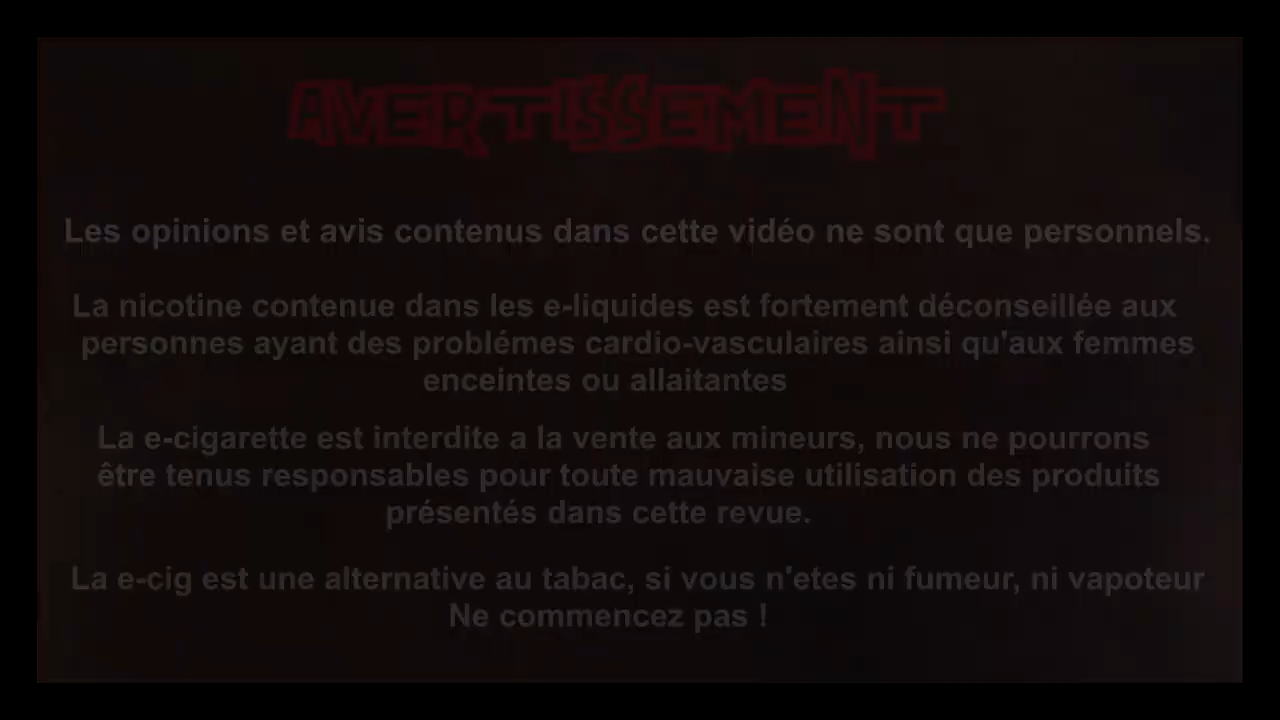 AVERTISSEMENT
Les opinions et avis contenus dans cette vidéo ne sont que personnels.
La nicotine contenue dans les e-liquides est fortement déconseillée aux
personnes ayant des problémes cardio-vasculaires ainsi qu'aux femmes
enceintes ou allaitantes
La e-cigarette est interdite a la vente aux mineurs, nous ne pourrons
être tenus responsables pour toute mauvaise utilisation des produits
présentés dans cette revue.
La e-cig est une alternative au tabac, si vous n'etes ni fumeur, ni vapoteur
Ne commencez pas !